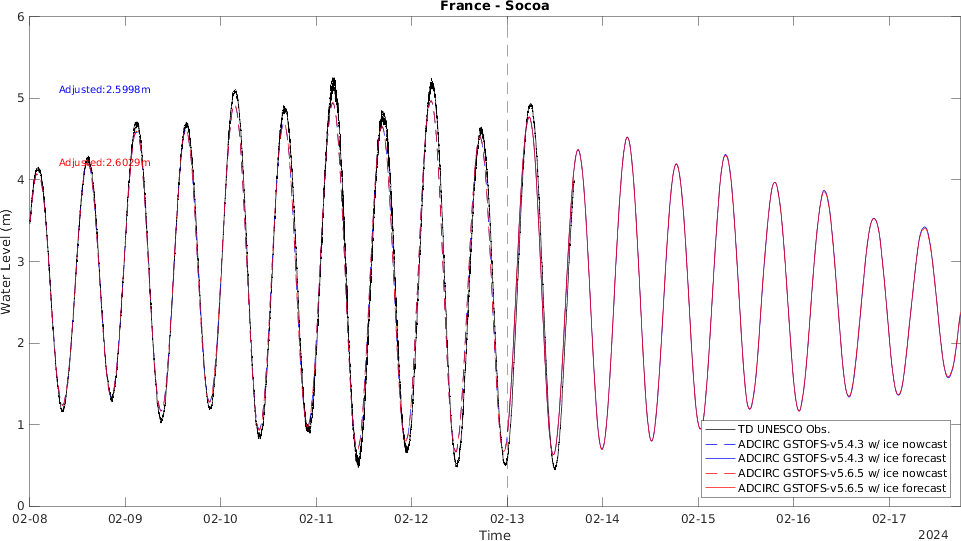 France - Socoa
6
5
4
3
2
1
0
Water Level (m)
Adjusted:2.5998m
Adjusted:2.6029m
TD UNESCO Obs.
ADCIRC GSTOFS-v5.4.3 w/ ice nowcast
ADCIRC GSTOFS-v5.4.3 w/ ice forecast
ADCIRC GSTOFS-v5.6.5 w/ ice nowcast
ADCIRC GSTOFS-v5.6.5 w/ ice forecast
02-08 02-09 02-10 02-11 02-12 02-13 02-14 02-15 02-16 02-17
Time
2024